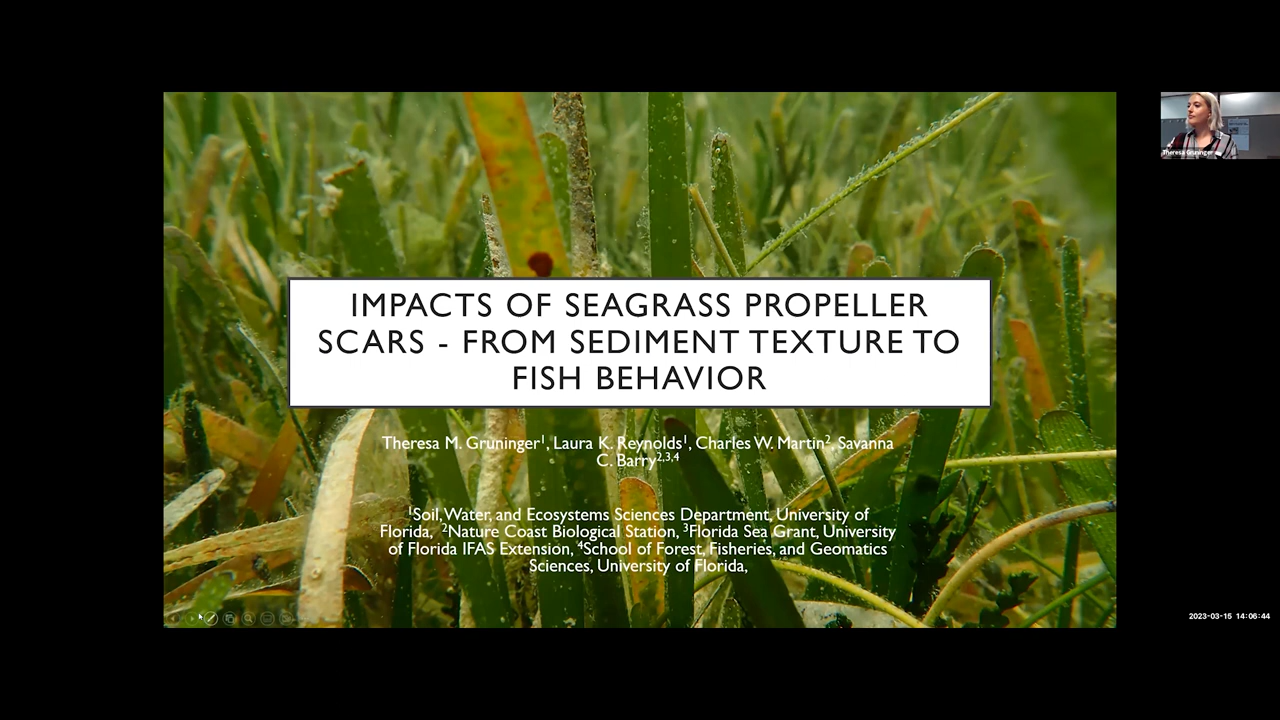 IMPACTS OF SEAGRASS PROPELLER
SCARS - FROM SEDIMENT TEXTURE TO
FISH BEHAVIOR
Theresa M. Gruninger¹, Laura K. Reynolds¹, Charles W. Martin², Savanna
C. Barry²,³,⁴
¹Soil, Water, and Ecosystems Sciences Department, University of
Florida, ²Nature Coast Biological Station, ³Florida Sea Grant, University
of Florida IFAS Extension, ⁴School of Forest, Fisheries, and Geomatics
Sciences, University of Florida,
Theresa Gruninger
2023-03-15 14:06:44